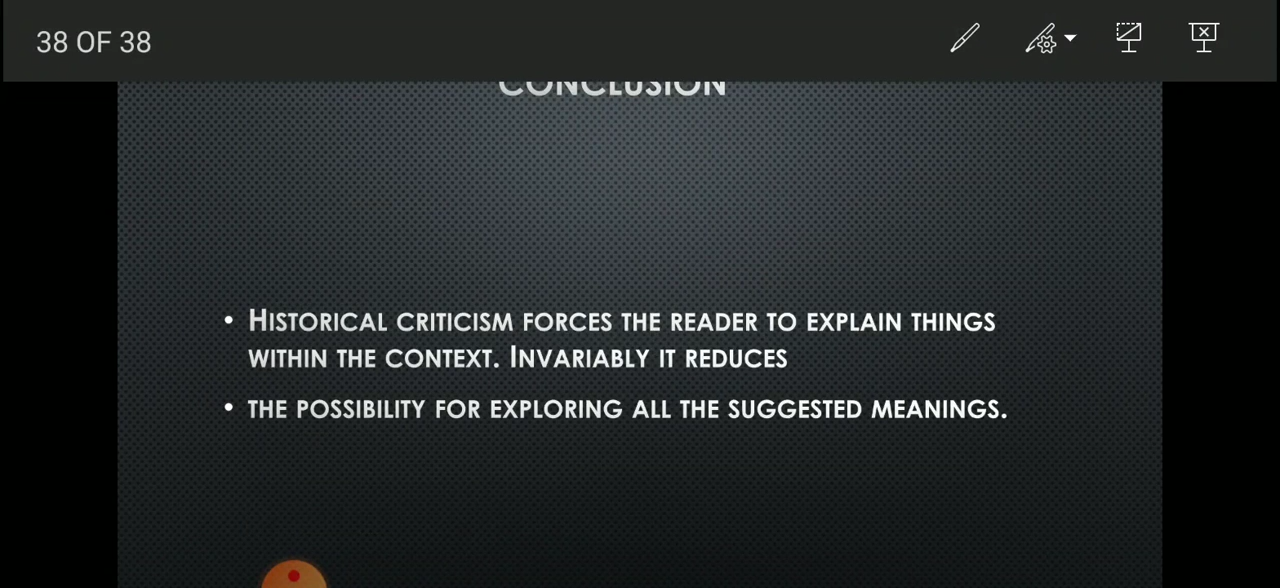 38 OF 38
CONCLUSION
• HISTORICAL CRITICISM FORCES THE READER TO EXPLAIN THINGS
WITHIN THE CONTEXT. INVARIABLY IT REDUCES
• THE POSSIBILITY FOR EXPLORING ALL THE SUGGESTED MEANINGS.